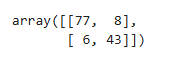 array([[77,  8],
       [ 6, 43]])